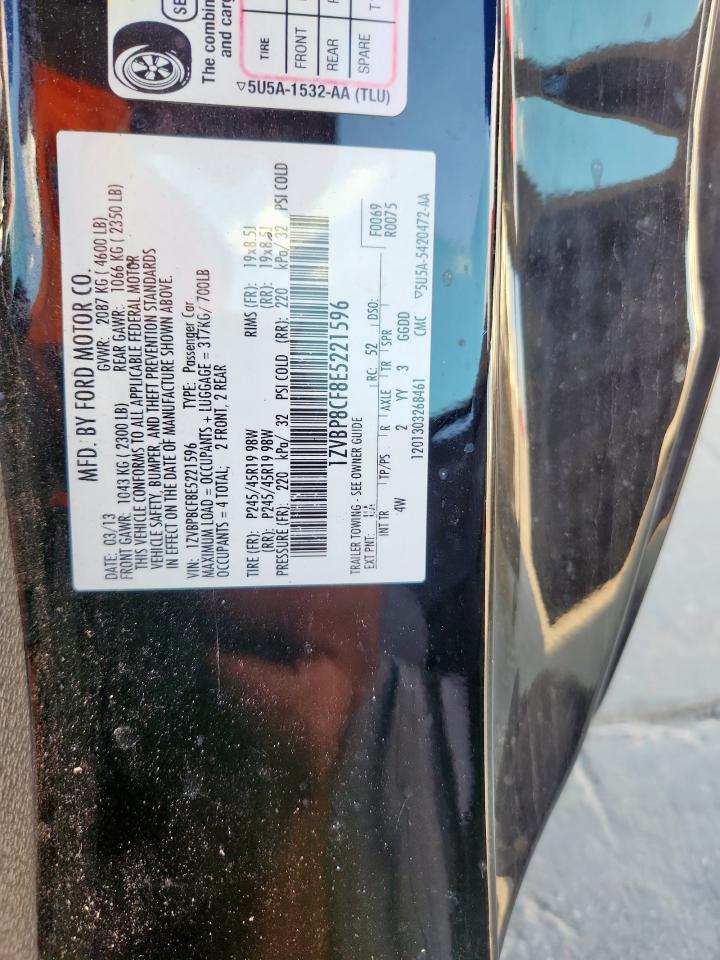 SE
The combin
and carg
TIRE
FRONT
REAR
SPARE
T
▽5U5A-1532-AA (TLU)
MFD. BY FORD MOTOR CO.
DATE: 03/13 GVWR: 2087 KG ( 4600 LB)
FRONT GAWR: 1043 KG ( 2300 LB) REAR GAWR: 1066 KG ( 2350 LB)
THIS VEHICLE CONFORMS TO ALL APPLICABLE FEDERAL MOTOR
VEHICLE SAFETY, BUMPER, AND THEFT PREVENTION STANDARDS
IN EFFECT ON THE DATE OF MANUFACTURE SHOWN ABOVE.
VIN: 1ZVBP8CF8E5221596 TYPE: Passenger Car
MAXIMUM LOAD = OCCUPANTS + LUGGAGE = 317KG/ 700LB
OCCUPANTS = 4 TOTAL; 2 FRONT, 2 REAR
TIRE (FR): P245/45R19 98W RIMS (FR): 19x8.5J
(RR): P245/45R19 98W (RR): 19x8.5J
PRESSURE (FR): 220 kPa/ 32 PSI COLD (RR): 220 kPa/ 32 PSI COLD
1ZVBP8CF8E5221596
TRAILER TOWING - SEE OWNER GUIDE
F0069
EXT PNT: UA RC: 52 DSO: R0075
INT TR TP/PS R AXLE TR SPR
4W 2 YY 3 GGDD
1201303268461 CMC ▽5U5A-5420472-AA